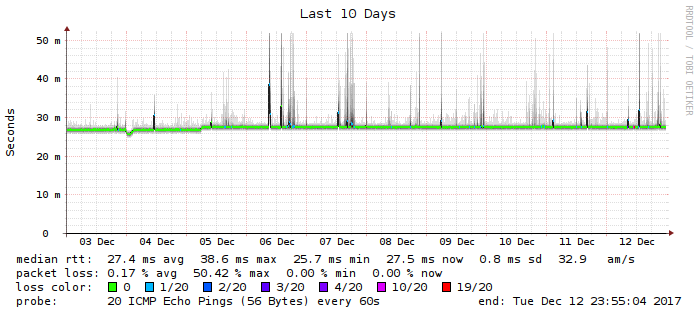 Last 10 Days
RRDTOOL / TOBI OETIKER
Seconds
50 m
40 m
30 m
20 m
10 m
0
03 Dec 04 Dec 05 Dec 06 Dec 07 Dec 08 Dec 09 Dec 10 Dec 11 Dec 12 Dec
median rtt: 27.4 ms avg 38.6 ms max 25.7 ms min 27.5 ms now 0.8 ms sd 32.9 am/s
packet loss: 0.17 % avg 50.42 % max 0.00 % min 0.00 % now
loss color: 0 1/20 2/20 3/20 4/20 10/20 19/20
probe: 20 ICMP Echo Pings (56 Bytes) every 60s end: Tue Dec 12 23:55:04 2017